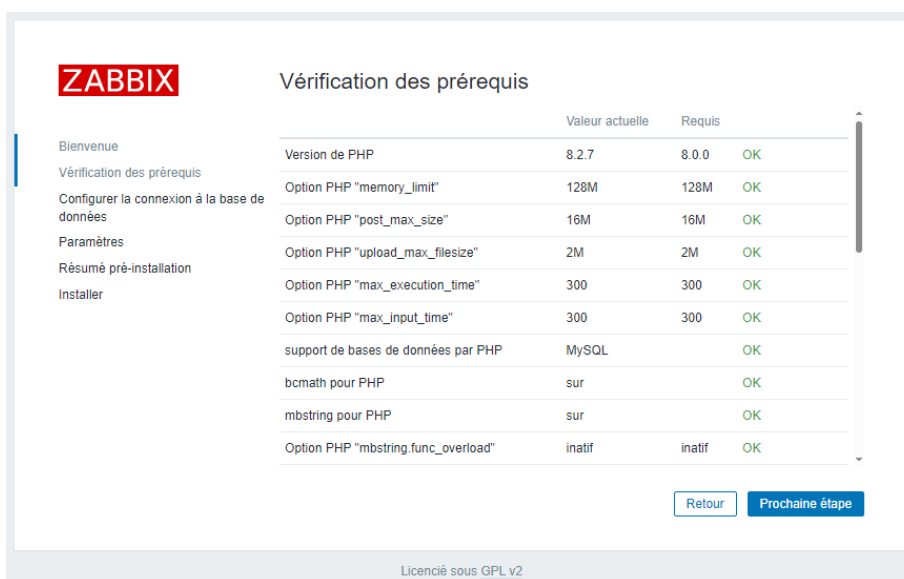 ZABBIX
Vérification des prérequis
Valeur actuelle Requis
Bienvenue
Vérification des prérequis
Configurer la connexion à la base de
données
Paramètres
Résumé pré-installation
Installer
Version de PHP 8.2.7 8.0.0 OK
Option PHP "memory_limit" 128M 128M OK
Option PHP "post_max_size" 16M 16M OK
Option PHP "upload_max_filesize" 2M 2M OK
Option PHP "max_execution_time" 300 300 OK
Option PHP "max_input_time" 300 300 OK
support de bases de données par PHP MySQL OK
bcmath pour PHP sur OK
mbstring pour PHP sur OK
Option PHP "mbstring.func_overload" inatif inatif OK
Retour Prochaine étape
Licencié sous GPL v2